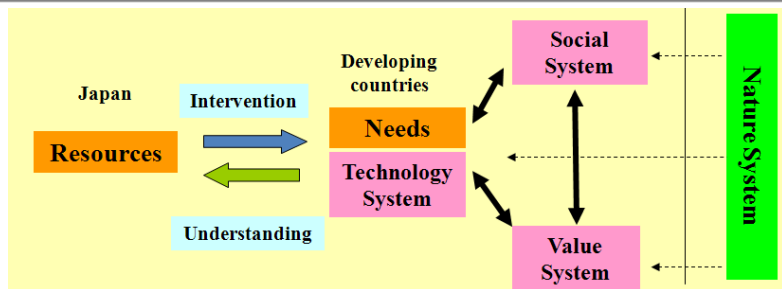 Japan
Resources
Intervention
Understanding
Developing
countries
Needs
Technology
System
Social
System
Value
System
Nature System